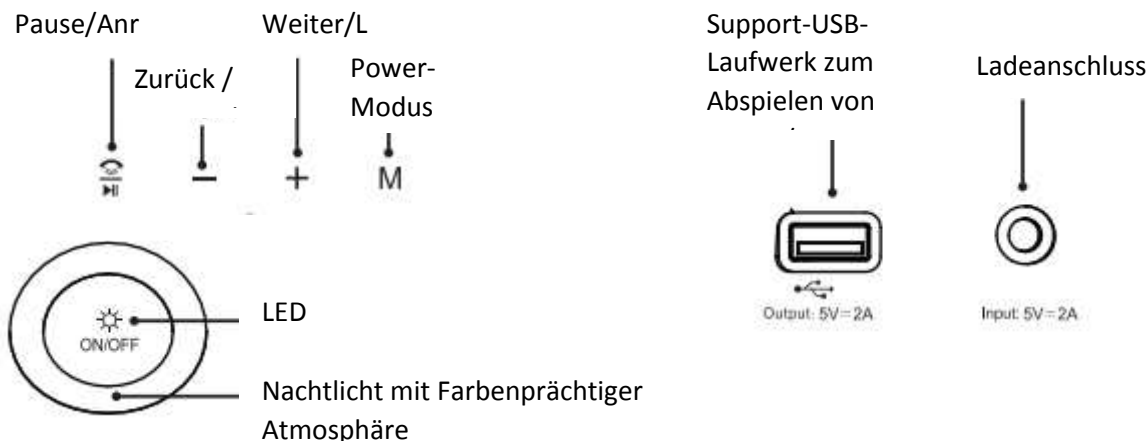 Pause/Anr
Weiter/L
Zurück /
Power-
Modus
Support-USB-
Laufwerk zum
Abspielen von
Ladeanschluss
M
ON/OFF
LED
Nachtlicht mit Farbenprächtiger
Atmosphäre
Output: 5V=2A
Input: 5V=2A